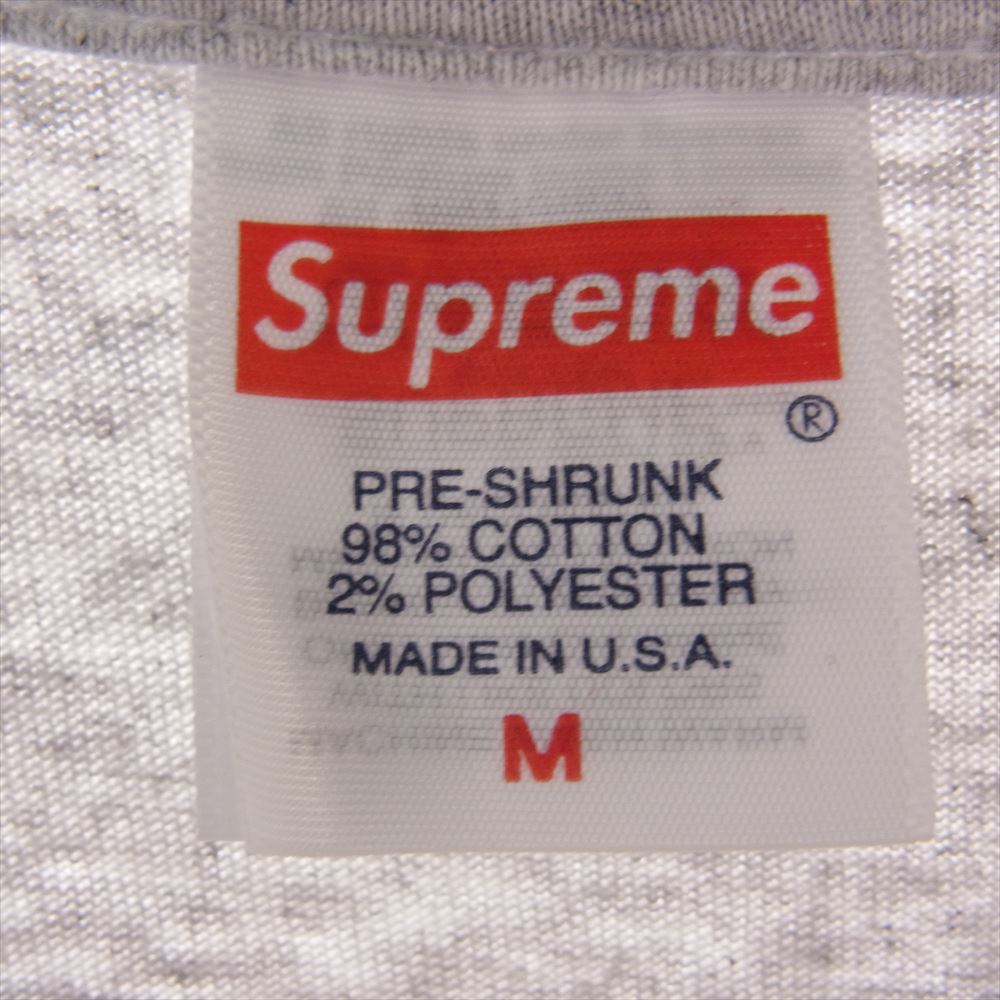 Supreme
®
PRE-SHRUNK
98% COTTON
2% POLYESTER
MADE IN U.S.A.
M